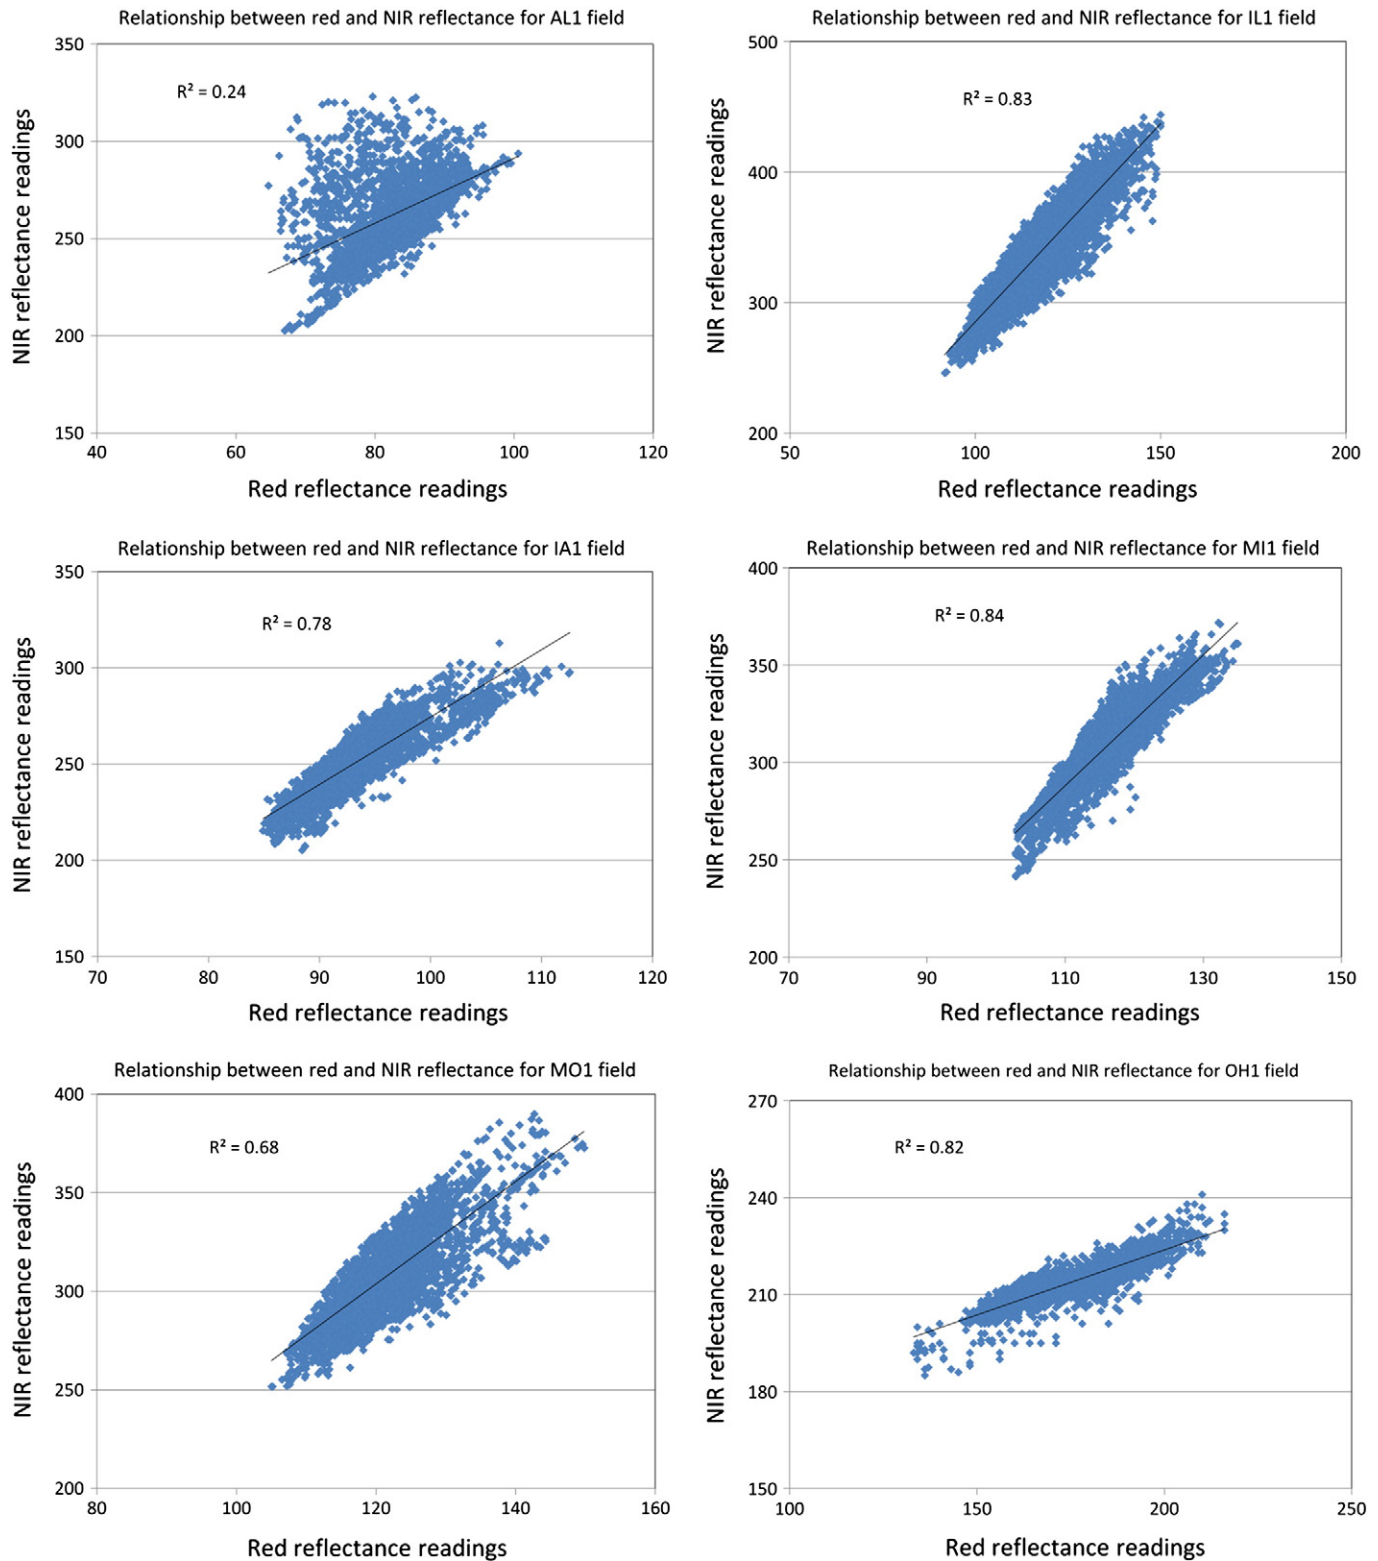 Relationship between red and NIR reflectance for AL1 field
350
300
250
200
150
40 60 80 100 120
R² = 0.24
NIR reflectance readings
Red reflectance readings
Relationship between red and NIR reflectance for IL1 field
500
400
300
200
50 100 150 200
R² = 0.83
NIR reflectance readings
Red reflectance readings
Relationship between red and NIR reflectance for IA1 field
350
300
250
200
150
70 80 90 100 110 120
R² = 0.78
NIR reflectance readings
Red reflectance readings
Relationship between red and NIR reflectance for MI1 field
400
350
300
250
200
70 90 110 130 150
R² = 0.84
NIR reflectance readings
Red reflectance readings
Relationship between red and NIR reflectance for MO1 field
400
350
300
250
200
80 100 120 140 160
R² = 0.68
NIR reflectance readings
Red reflectance readings
Relationship between red and NIR reflectance for OH1 field
270
240
210
180
150
100 150 200 250
R² = 0.82
NIR reflectance readings
Red reflectance readings